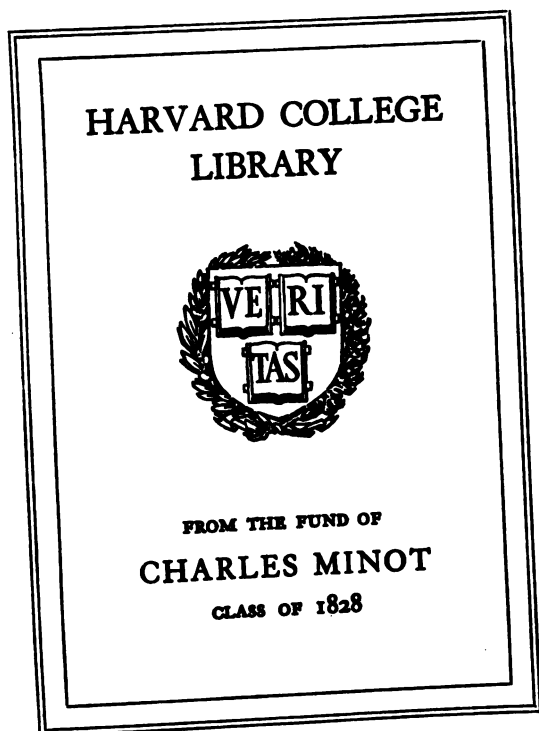 HARVARD COLLEGE
LIBRARY
VE RI
TAS
FROM THE FUND OF
CHARLES MINOT
CLASS OF 1828